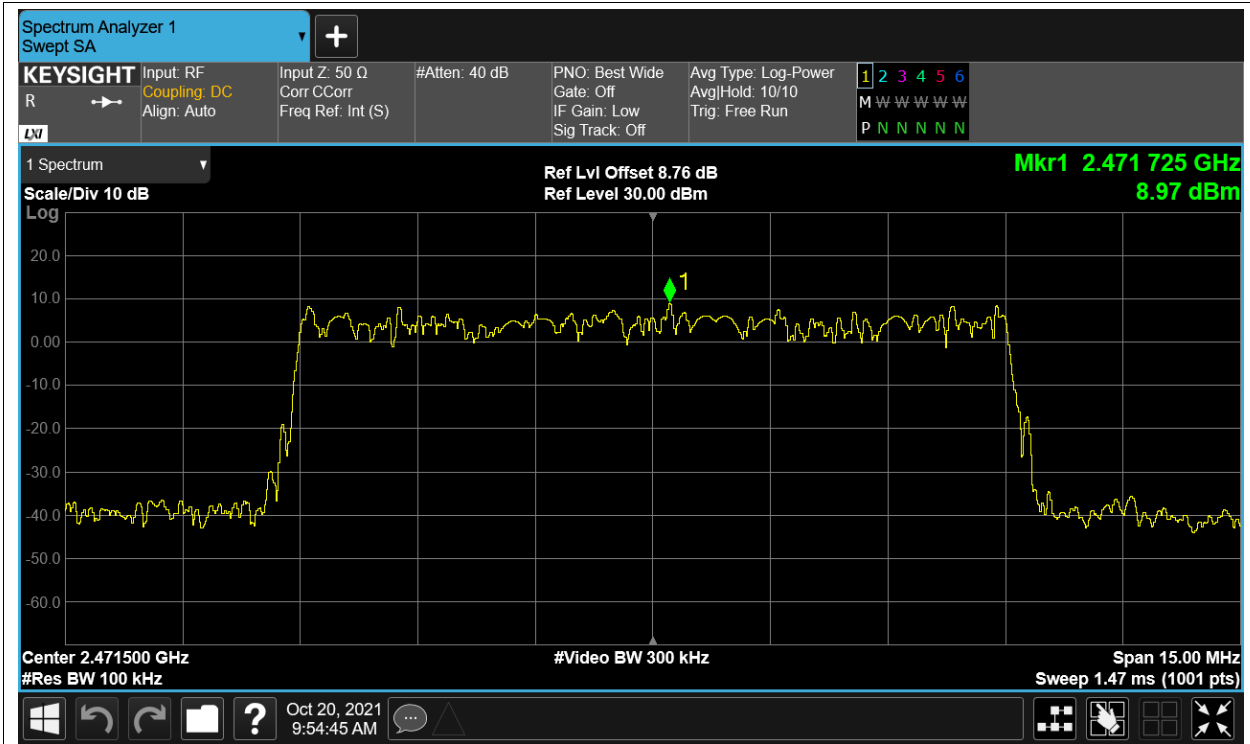 Spectrum Analyzer 1
Swept SA
KEYSIGHT
R
LXI
Input: RF
Coupling: DC
Align: Auto
Input Z: 50 Ω
Corr CCorr
Freq Ref: Int (S)
#Atten: 40 dB
PNO: Best Wide
Gate: Off
IF Gain: Low
Sig Track: Off
Avg Type: Log-Power
Avg|Hold: 10/10
Trig: Free Run
1 2 3 4 5 6
M W W W W W
P N N N N N
1 Spectrum
Scale/Div 10 dB
Log
Ref Lvl Offset 8.76 dB
Ref Level 30.00 dBm
Mkr1 2.471 725 GHz
8.97 dBm
20.0
10.0
0.00
-10.0
-20.0
-30.0
-40.0
-50.0
-60.0
1
Center 2.471500 GHz
#Res BW 100 kHz
#Video BW 300 kHz
Span 15.00 MHz
Sweep 1.47 ms (1001 pts)
?
Oct 20, 2021
9:54:45 AM